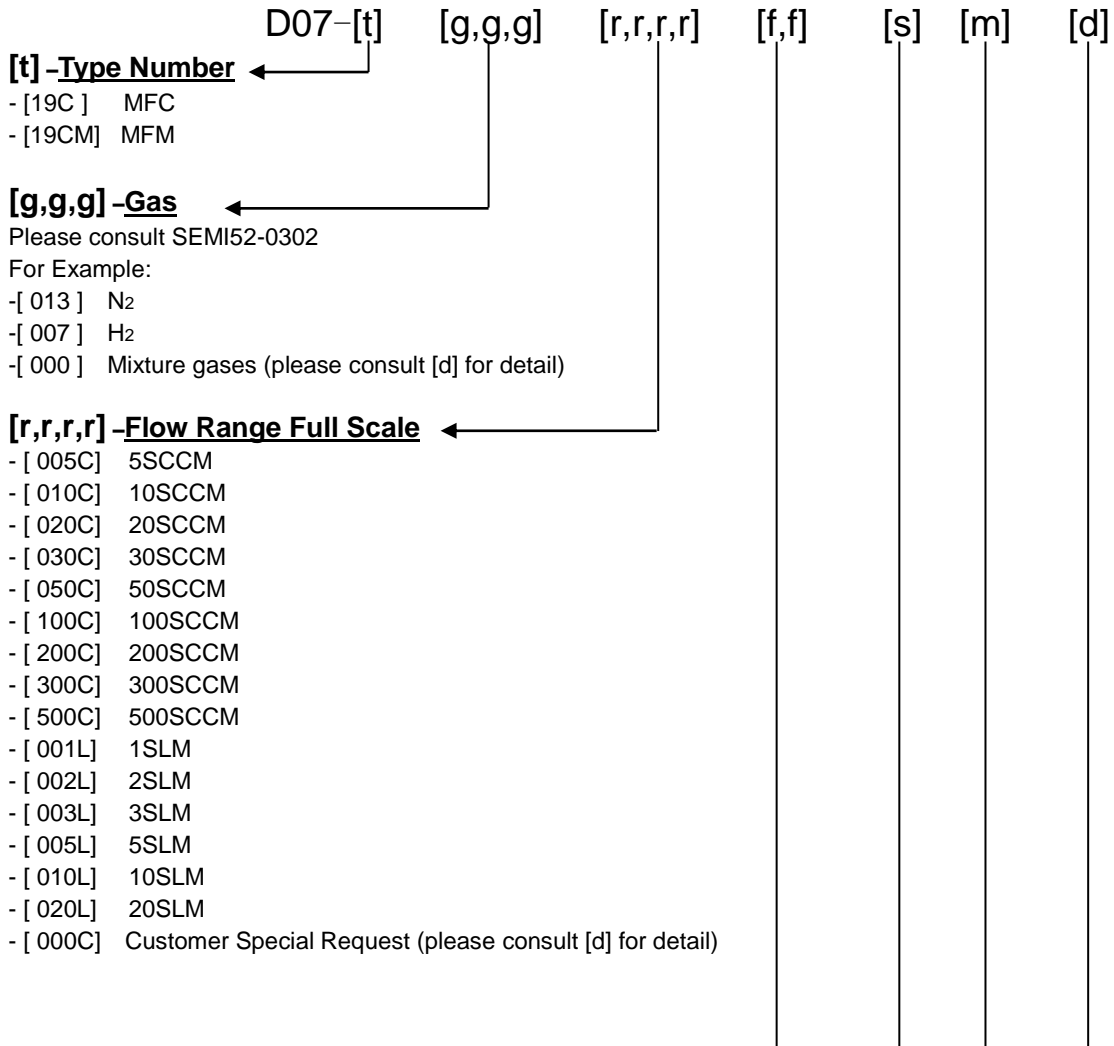 D07-[t] [g,g,g] [r,r,r,r] [f,f] [s] [m] [d]
[t] –Type Number
- [19C ] MFC
- [19CM] MFM
[g,g,g] –Gas
Please consult SEMI52-0302
For Example:
-[ 013 ] N2
-[ 007 ] H2
-[ 000 ] Mixture gases (please consult [d] for detail)
[r,r,r,r] –Flow Range Full Scale
- [ 005C] 5SCCM
- [ 010C] 10SCCM
- [ 020C] 20SCCM
- [ 030C] 30SCCM
- [ 050C] 50SCCM
- [ 100C] 100SCCM
- [ 200C] 200SCCM
- [ 300C] 300SCCM
- [ 500C] 500SCCM
- [ 001L] 1SLM
- [ 002L] 2SLM
- [ 003L] 3SLM
- [ 005L] 5SLM
- [ 010L] 10SLM
- [ 020L] 20SLM
- [ 000C] Customer Special Request (please consult [d] for detail)